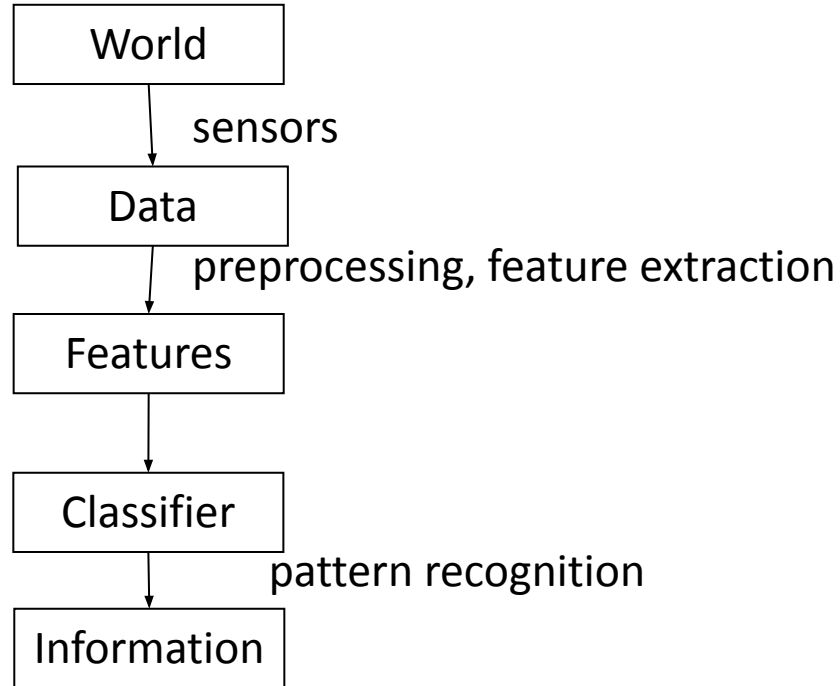 World
sensors
Data
preprocessing, feature extraction
Features
Classifier
pattern recognition
Information